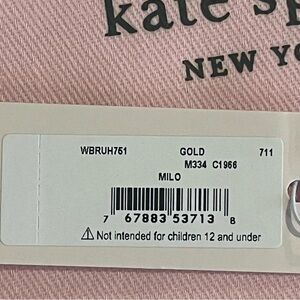 kate sp
NEW YO
WBRUH751 GOLD 711
M334 C1966
MILO
7 67883 53713 8
⚠ Not intended for children 12 and under